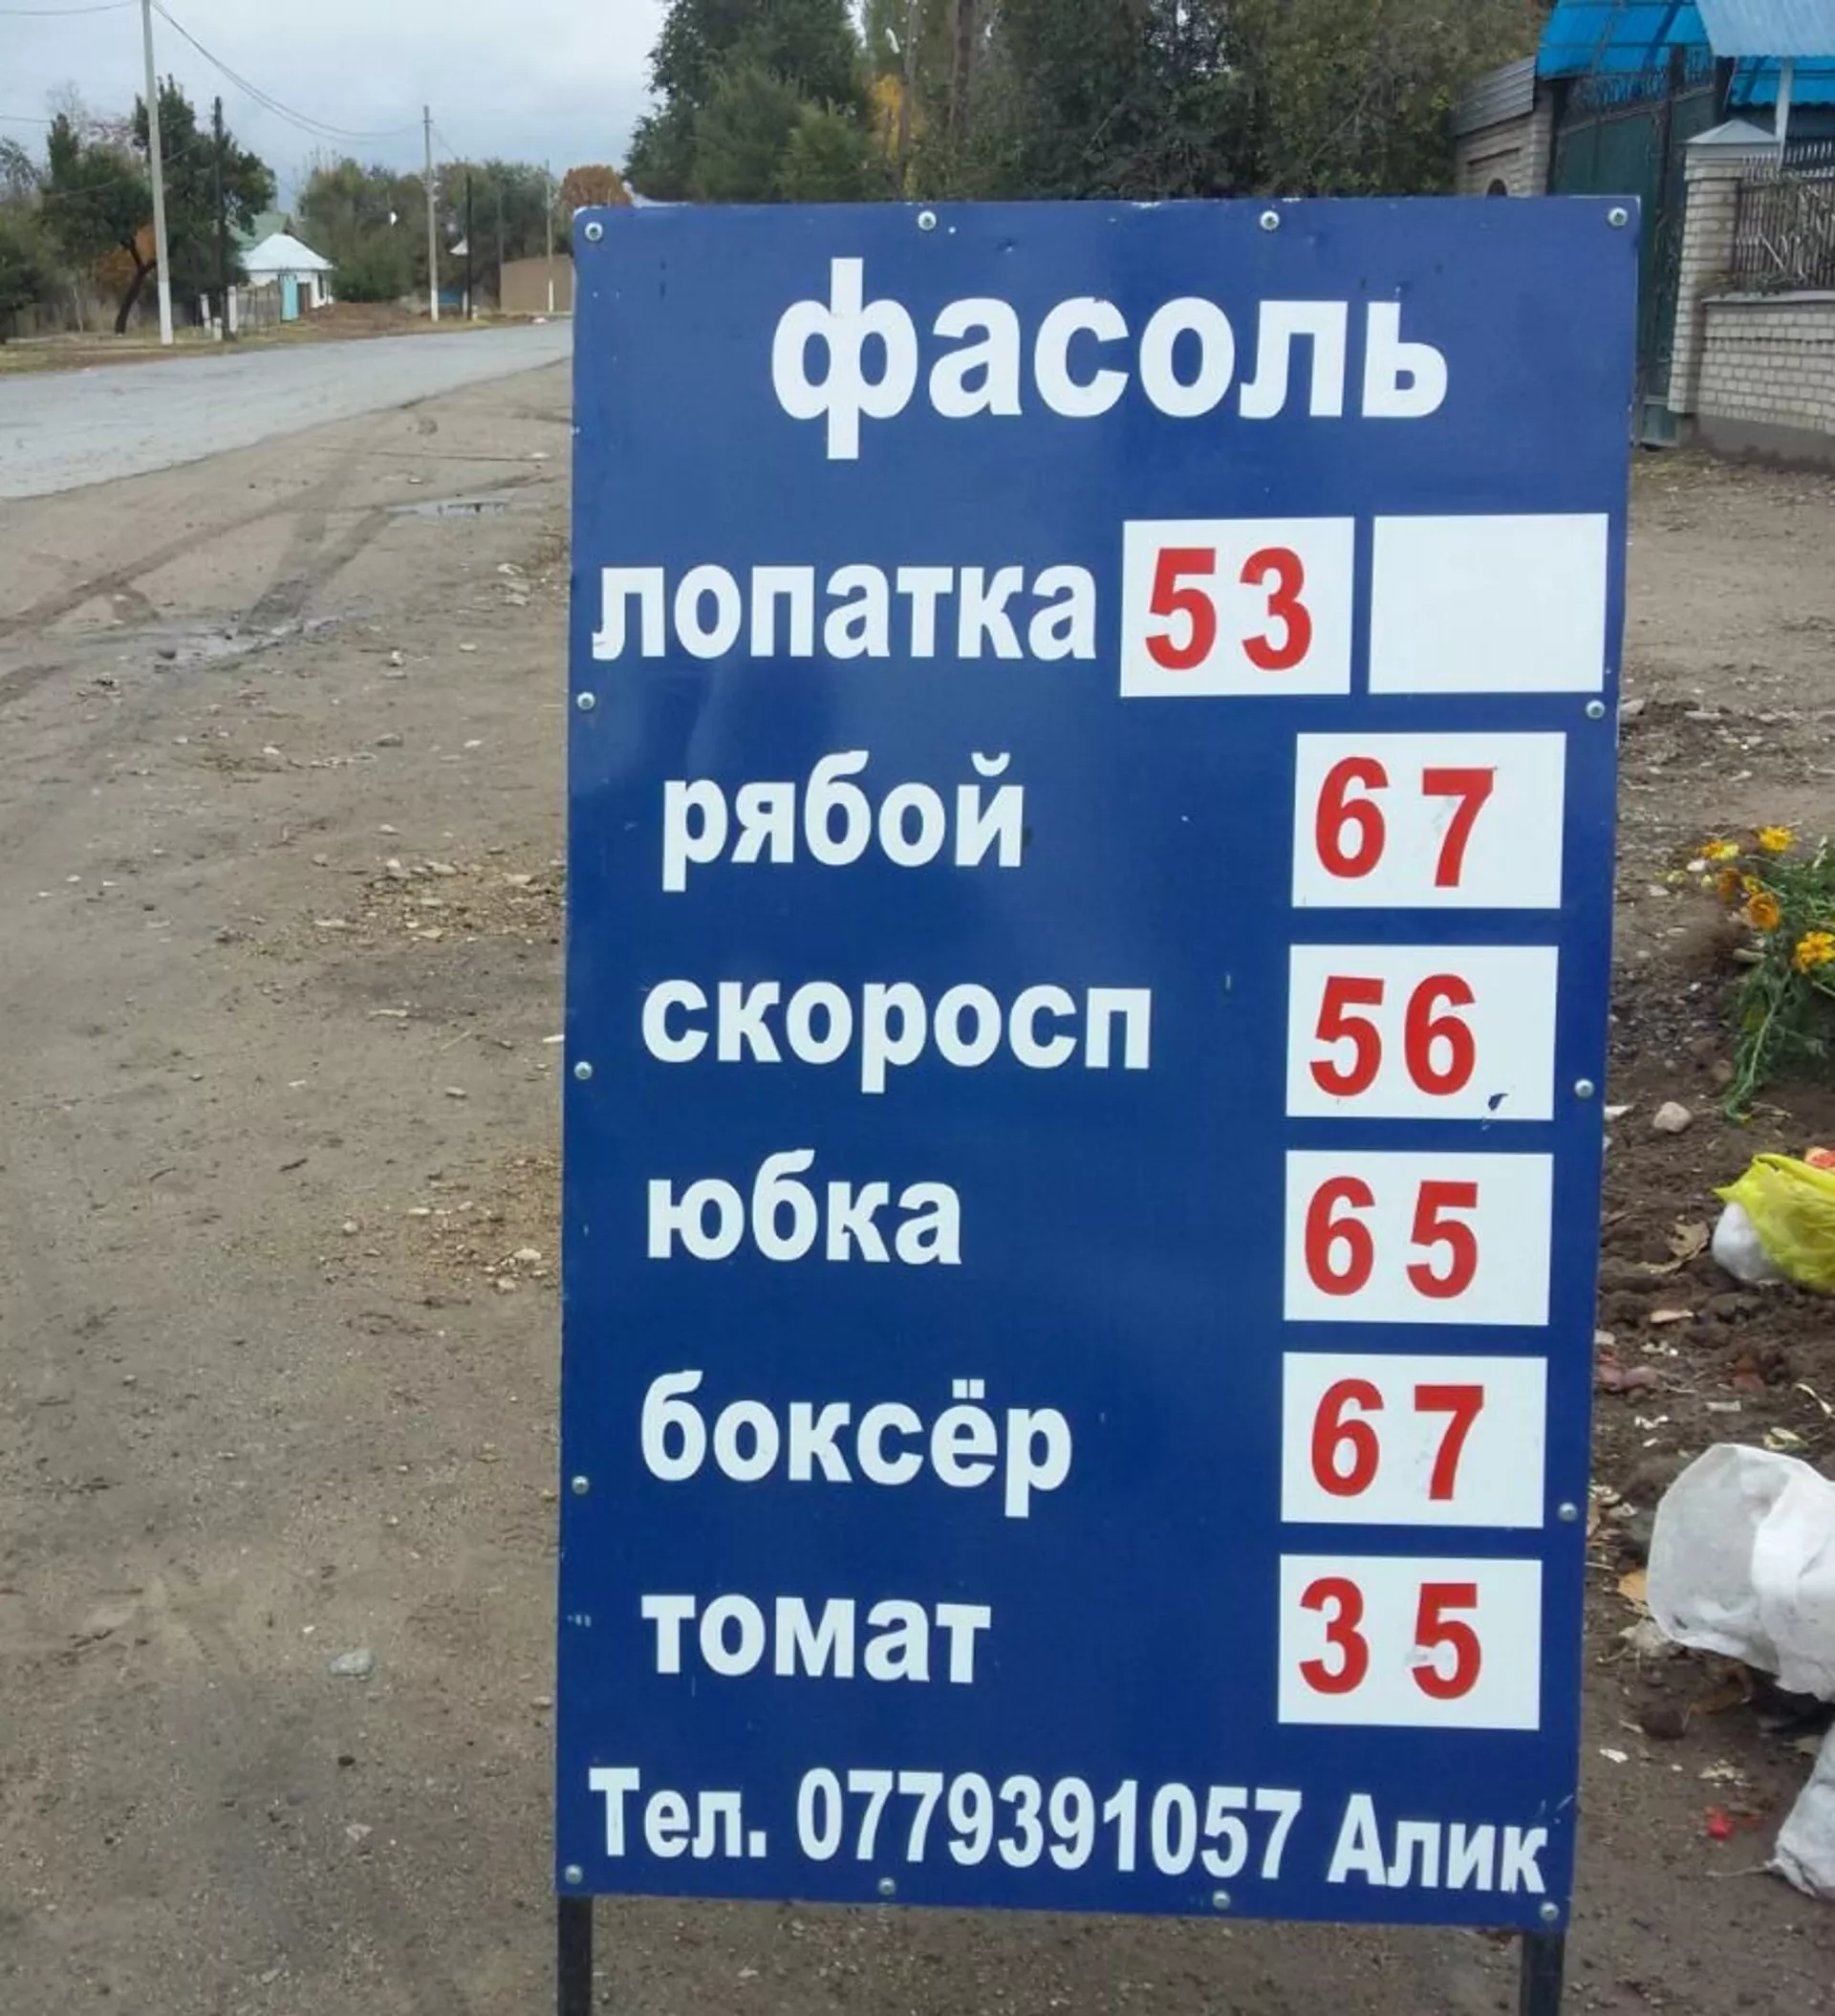 фасоль
лопатка 53
рябой 67
скоросп 56
юбка 65
боксёр 67
томат 35
Тел. 0779391057 Алик